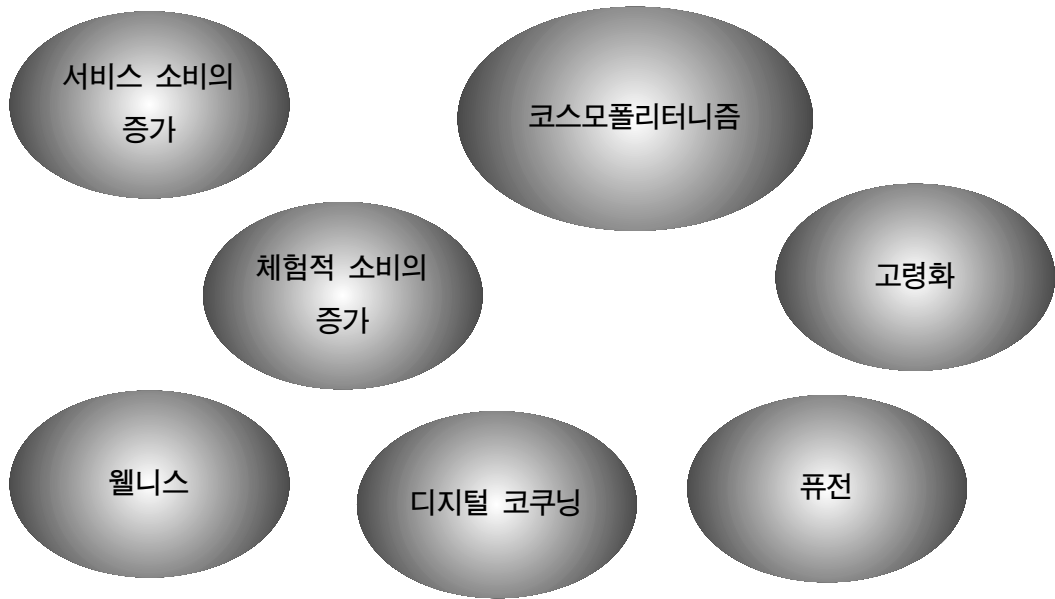 서비스 소비의
증가
코스모폴리터니즘
체험적 소비의
증가
고령화
웰니스
디지털 코쿠닝
퓨전